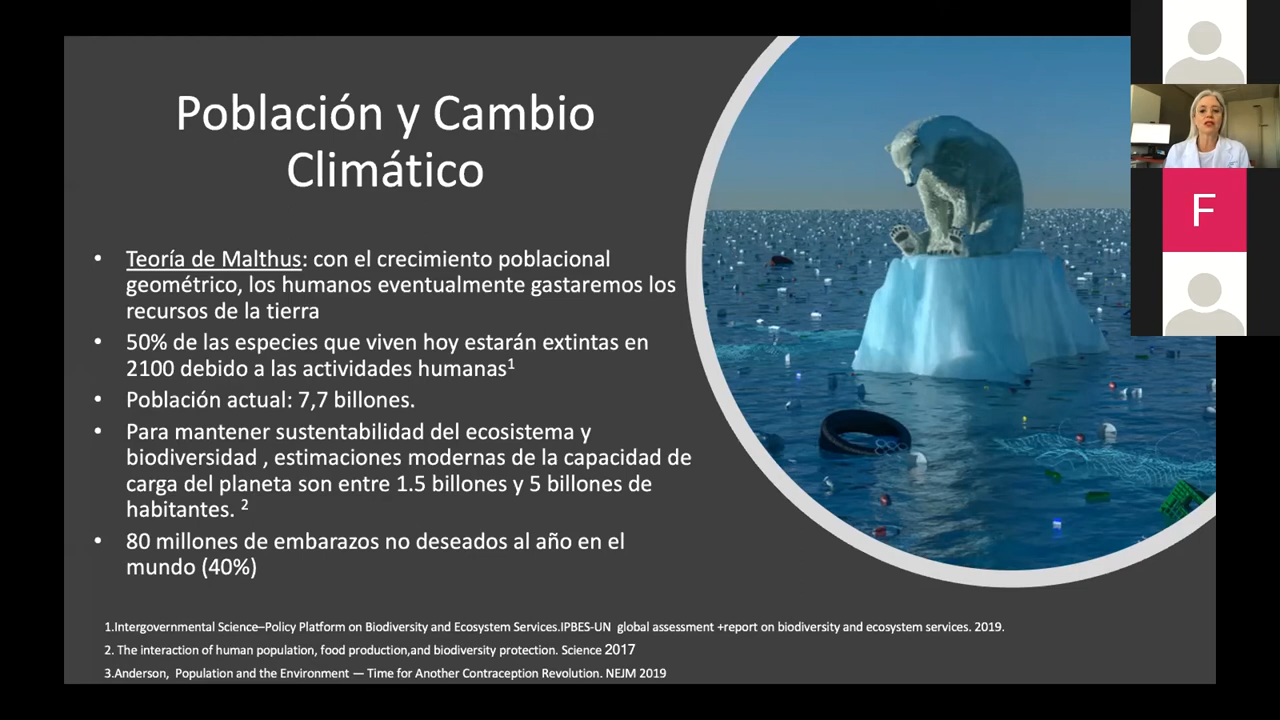 Población y Cambio
Climático
• Teoría de Malthus: con el crecimiento poblacional
geométrico, los humanos eventualmente gastaremos los
recursos de la tierra
• 50% de las especies que viven hoy estarán extintas en
2100 debido a las actividades humanas¹
• Población actual: 7,7 billones.
• Para mantener sustentabilidad del ecosistema y
biodiversidad , estimaciones modernas de la capacidad de
carga del planeta son entre 1.5 billones y 5 billones de
habitantes. ²
• 80 millones de embarazos no deseados al año en el
mundo (40%)
1.Intergovernmental Science–Policy Platform on Biodiversity and Ecosystem Services.IPBES-UN global assessment +report on biodiversity and ecosystem services. 2019.
2. The interaction of human population, food production,and biodiversity protection. Science 2017
3.Anderson, Population and the Environment — Time for Another Contraception Revolution. NEJM 2019
F